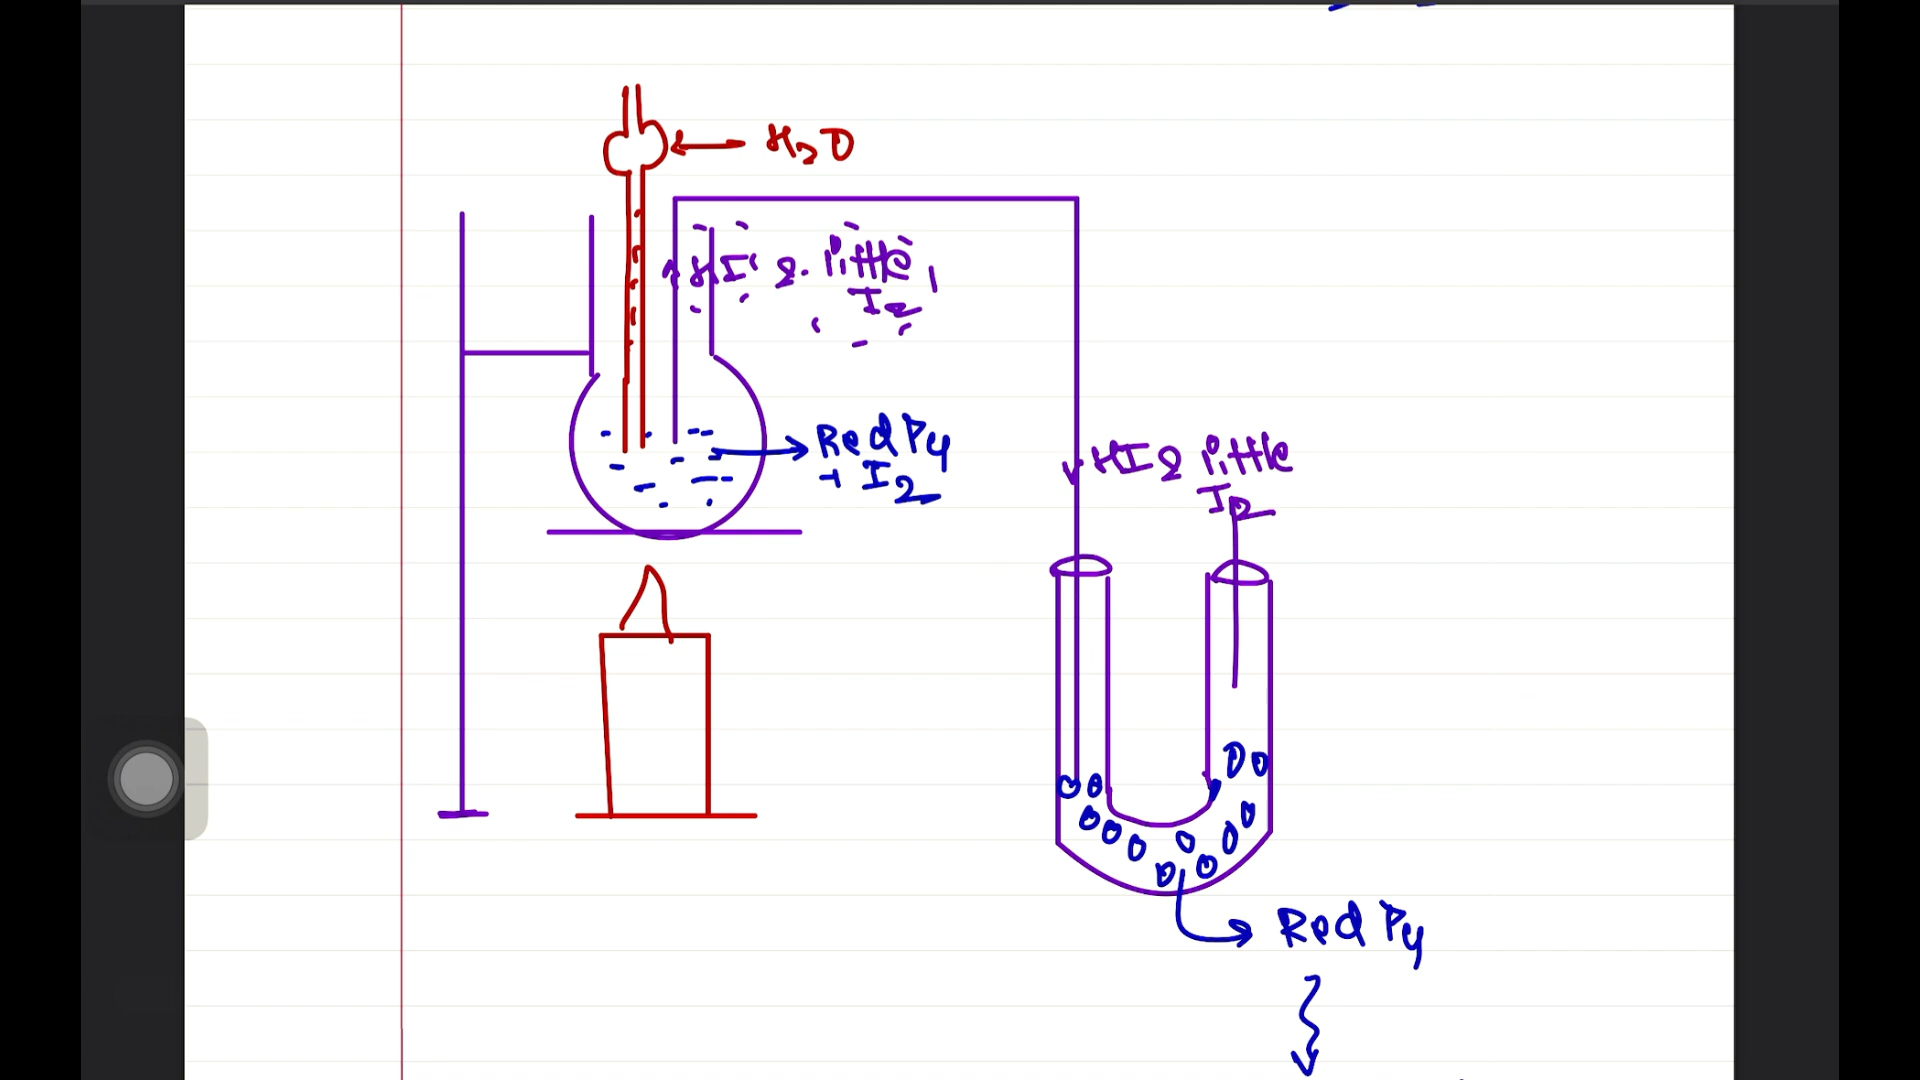 H₂O
HI & little
I₂
Red P₄
+ I₂
HI & little
I₂
Red P₄